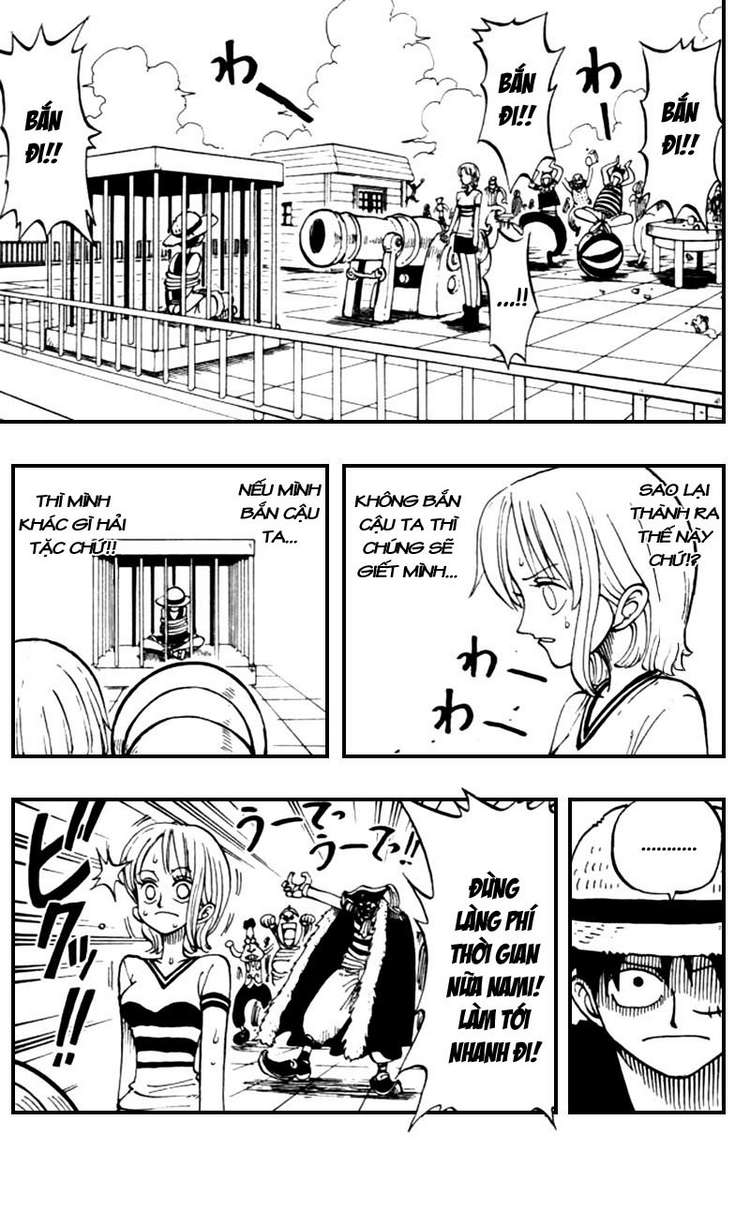 BẮN
ĐI!!
わー
BẮN
ĐI!!
わー
BẮN
ĐI!!
...!!
SAO LẠI
THÀNH RA
THẾ NÀY
CHỨ!?
KHÔNG BẮN
CẬU TA THÌ
CHÚNG SẼ
GIẾT MÌNH...
わー
わー
NẾU MÌNH
BẮN CẬU
TA...
THÌ MÌNH
KHÁC GÌ HẢI
TẶC CHỨ!!
............
ĐỪNG
LÀNG PHÍ
THỜI GIAN
NỮA NAMI!
LÀM TỚI
NHANH ĐI!
うーてっ
うーてっ!!
ビクッ!!